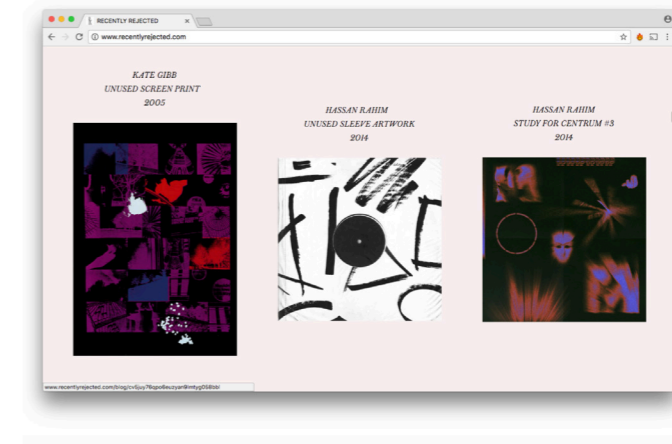 RECENTLY REJECTED
www.recentlyrejected.com
KATE GIBB
UNUSED SCREEN PRINT
2005
HASSAN RAHIM
UNUSED SLEEVE ARTWORK
2014
HASSAN RAHIM
STUDY FOR CENTRUM #3
2014